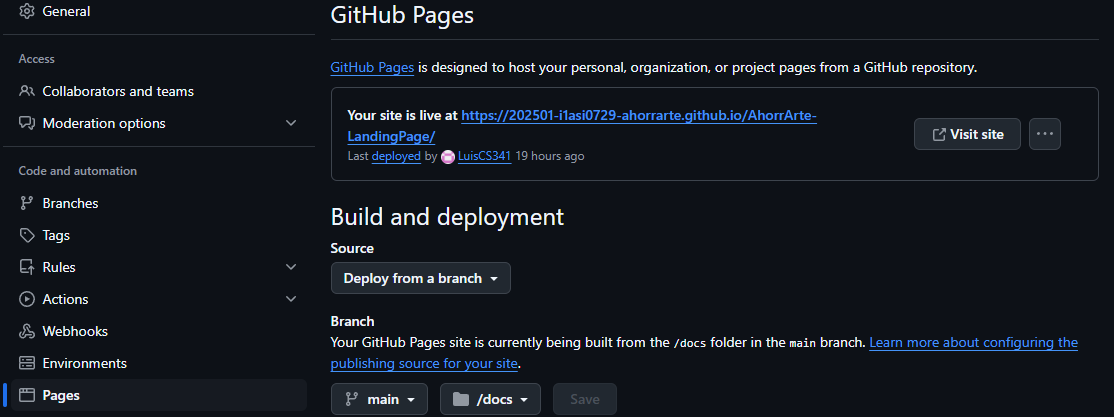 General
Access
Collaborators and teams
Moderation options
Code and automation
Branches
Tags
Rules
Actions
Webhooks
Environments
Pages
GitHub Pages
GitHub Pages is designed to host your personal, organization, or project pages from a GitHub repository.
Your site is live at https://202501-i1asi0729-ahorrarte.github.io/AhorrArte-
LandingPage/
Last deployed by LuisCS341 19 hours ago
Visit site
Build and deployment
Source
Deploy from a branch
Branch
Your GitHub Pages site is currently being built from the /docs folder in the main branch. Learn more about configuring the
publishing source for your site.
main
/docs
Save